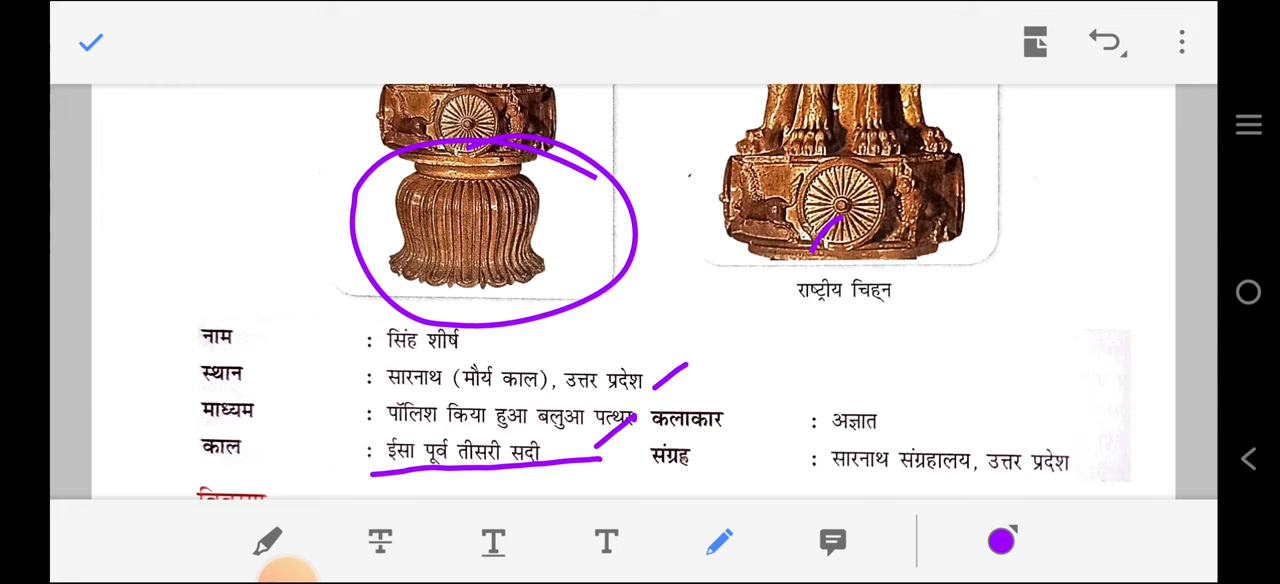 राष्ट्रीय चिह्न
नाम : सिंह शीर्ष
स्थान : सारनाथ (मौर्य काल), उत्तर प्रदेश
माध्यम : पॉलिश किया हुआ बलुआ पत्थर कलाकार : अज्ञात
काल : ईसा पूर्व तीसरी सदी संग्रह : सारनाथ संग्रहालय, उत्तर प्रदेश